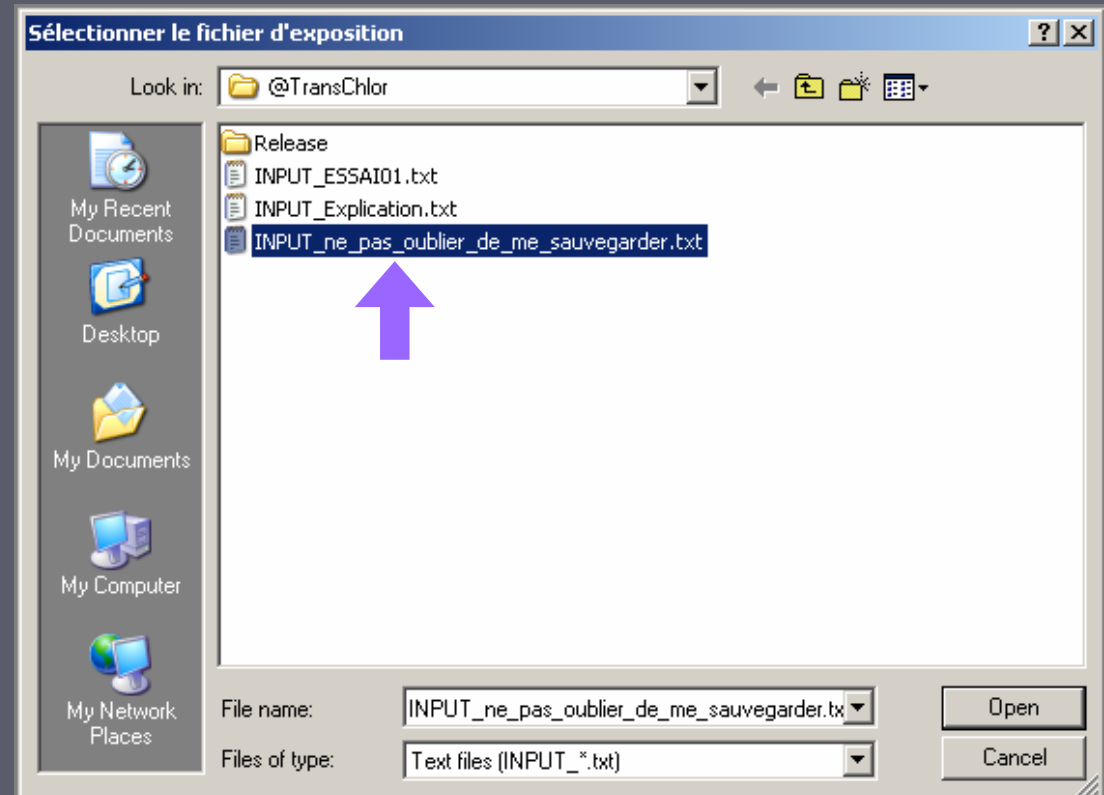 Sélectionner le fichier d'exposition
Look in: @TransChlor
Release
INPUT_ESSAI01.txt
INPUT_Explication.txt
INPUT_ne_pas_oublier_de_me_sauvegarder.txt
My Recent
Documents
Desktop
My Documents
My Computer
My Network
Places
File name: INPUT_ne_pas_oublier_de_me_sauvegarder.tx Open
Files of type: Text files (INPUT_*.txt) Cancel